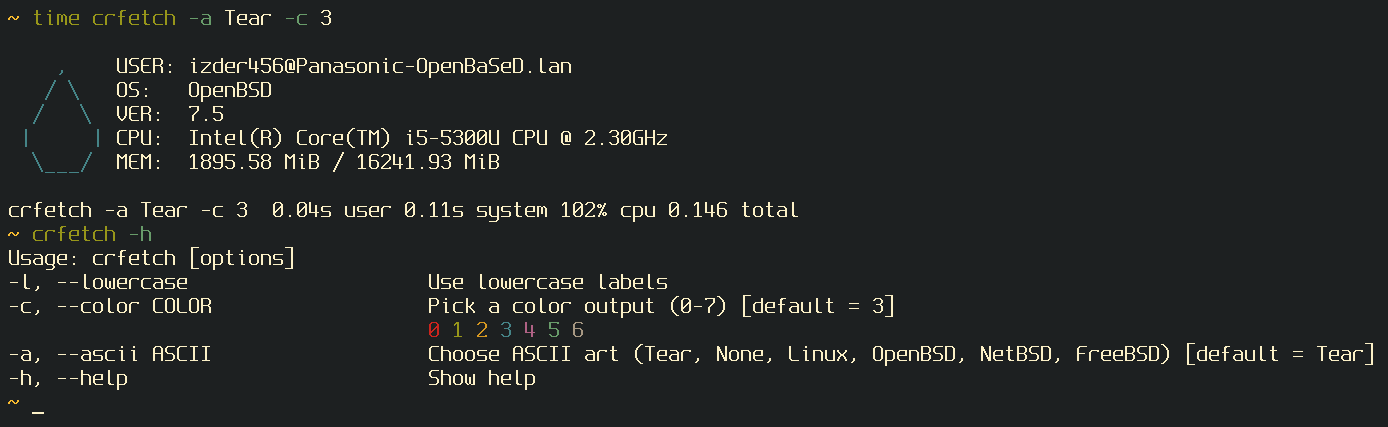 ~ time crfetch -a Tear -c 3
    ,    USER: izder456@Panasonic-OpenBaSeD.lan
   / \   OS:   OpenBSD
  /   \  VER:  7.5
 |     | CPU:  Intel(R) Core(TM) i5-5300U CPU @ 2.30GHz
  \___/  MEM:  1895.58 MiB / 16241.93 MiB
crfetch -a Tear -c 3  0.04s user 0.11s system 102% cpu 0.146 total
~ crfetch -h
Usage: crfetch [options]
-l, --lowercase                    Use lowercase labels
-c, --color COLOR                  Pick a color output (0-7) [default = 3]
                                   0 1 2 3 4 5 6
-a, --ascii ASCII                  Choose ASCII art (Tear, None, Linux, OpenBSD, NetBSD, FreeBSD) [default = Tear]
-h, --help                         Show help
~ _